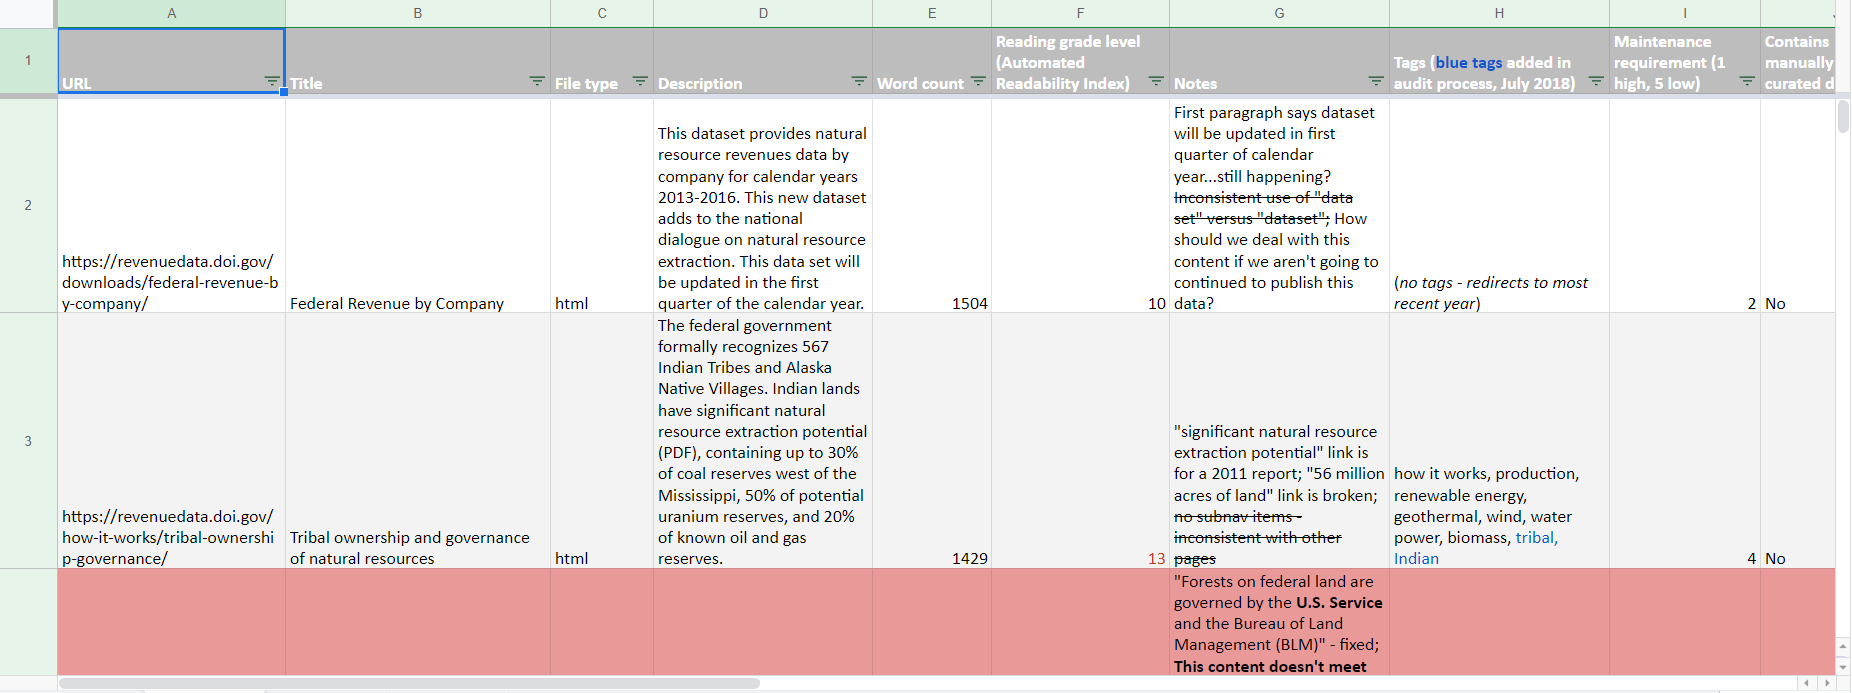 A B C D E F G H I
1
URL
Title
File type
Description
Word count
Reading grade level
(Automated
Readability Index)
Notes
Tags (blue tags added in
audit process, July 2018)
Maintenance
requirement (1
high, 5 low)
Contains
manually
curated d
2
https://revenuedata.doi.gov/
downloads/federal-revenue-b
y-company/
Federal Revenue by Company
html
This dataset provides natural
resource revenues data by
company for calendar years
2013-2016. This new dataset
adds to the national
dialogue on natural resource
extraction. This data set will
be updated in the first
quarter of the calendar year.
1504
10
First paragraph says dataset
will be updated in first
quarter of calendar
year...still happening?
Inconsistent use of "data
set" versus "dataset"; How
should we deal with this
content if we aren't going to
continued to publish this
data?
(no tags - redirects to most
recent year)
2
No
3
https://revenuedata.doi.gov/
how-it-works/tribal-ownershi
p-governance/
Tribal ownership and governance
of natural resources
html
The federal government
formally recognizes 567
Indian Tribes and Alaska
Native Villages. Indian lands
have significant natural
resource extraction potential
(PDF), containing up to 30%
of coal reserves west of the
Mississippi, 50% of potential
uranium reserves, and 20%
of known oil and gas
reserves.
1429
13
"significant natural resource
extraction potential" link is
for a 2011 report; "56 million
acres of land" link is broken;
no subnav items -
inconsistent with other
pages
how it works, production,
renewable energy,
geothermal, wind, water
power, biomass, tribal,
Indian
4
No
"Forests on federal land are
governed by the U.S. Service
and the Bureau of Land
Management (BLM)" - fixed;
This content doesn't meet